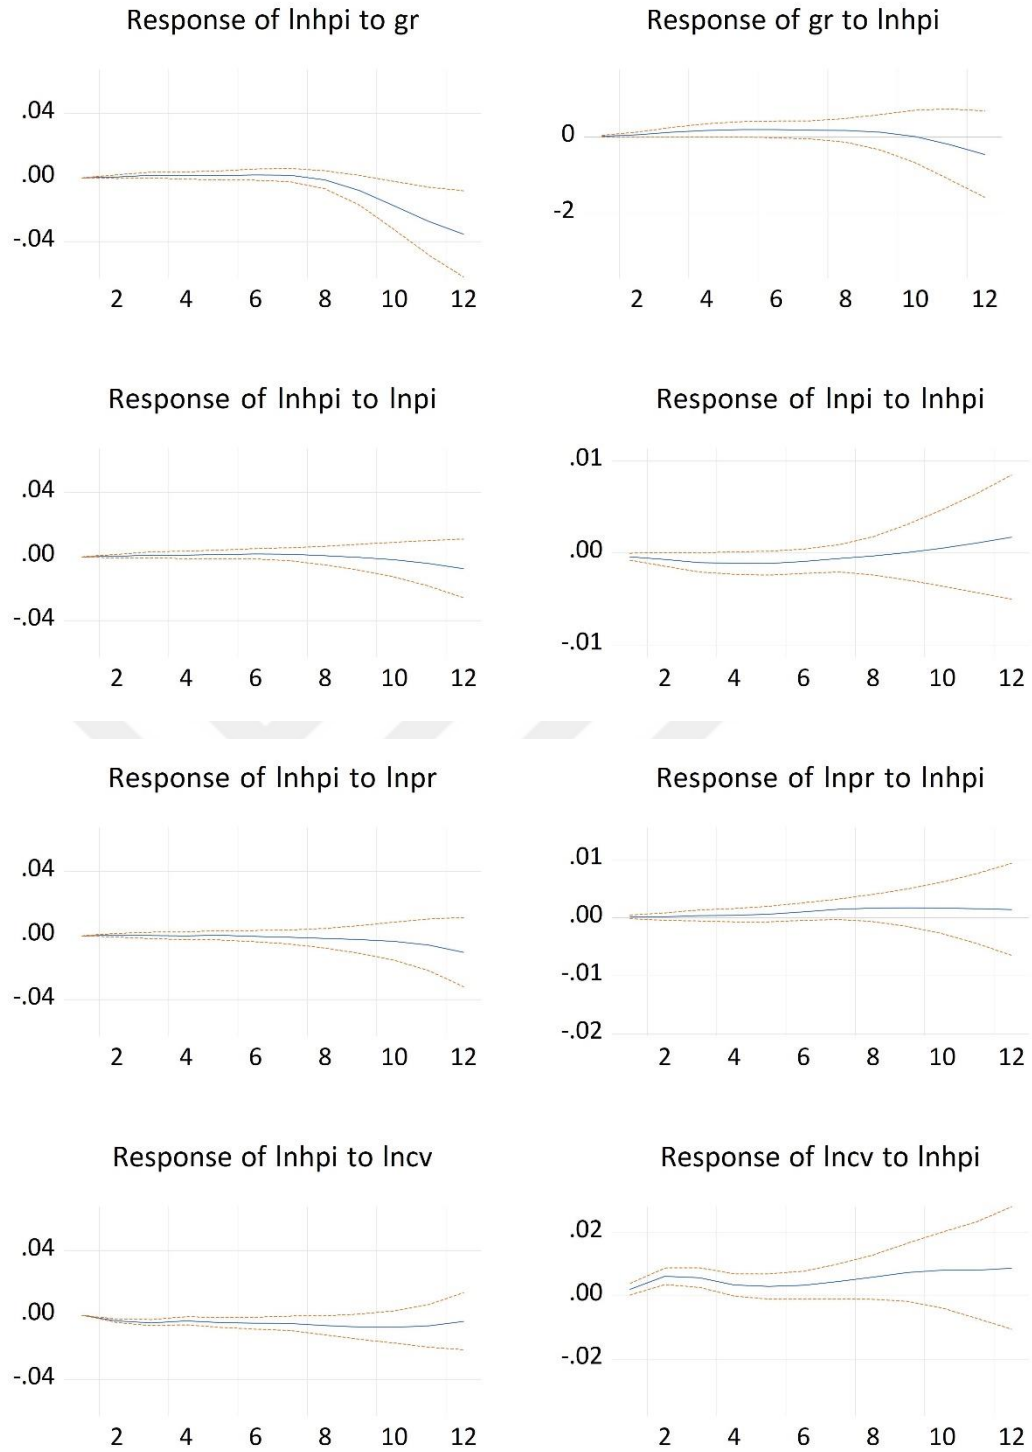 Response of lnhpi to gr
.04
.00
-.04
2 4 6 8 10 12
Response of gr to lnhpi
0
-2
2 4 6 8 10 12
Response of lnhpi to lnpi
.04
.00
-.04
2 4 6 8 10 12
Response of lnpi to lnhpi
.01
.00
-.01
2 4 6 8 10 12
Response of lnhpi to lnpr
.04
.00
-.04
2 4 6 8 10 12
Response of lnpr to lnhpi
.01
.00
-.01
-.02
2 4 6 8 10 12
Response of lnhpi to lncv
.04
.00
-.04
2 4 6 8 10 12
Response of lncv to lnhpi
.02
.00
-.02
2 4 6 8 10 12